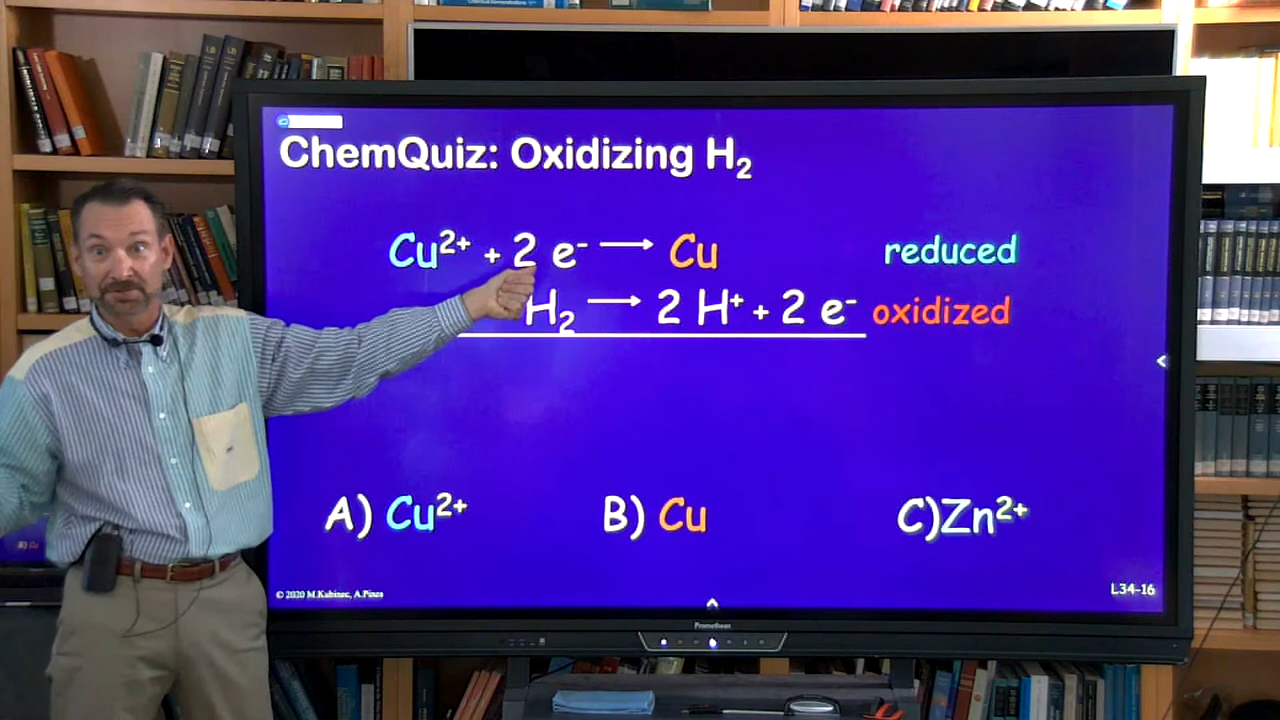 ChemQuiz: Oxidizing H₂
Cu²⁺ + 2 e⁻ ⟶ Cu reduced
H₂ ⟶ 2 H⁺ + 2 e⁻ oxidized
A) Cu²⁺ B) Cu C)Zn²⁺
© 2020 M.Kubinec, A.Pines L34-16
Promethean